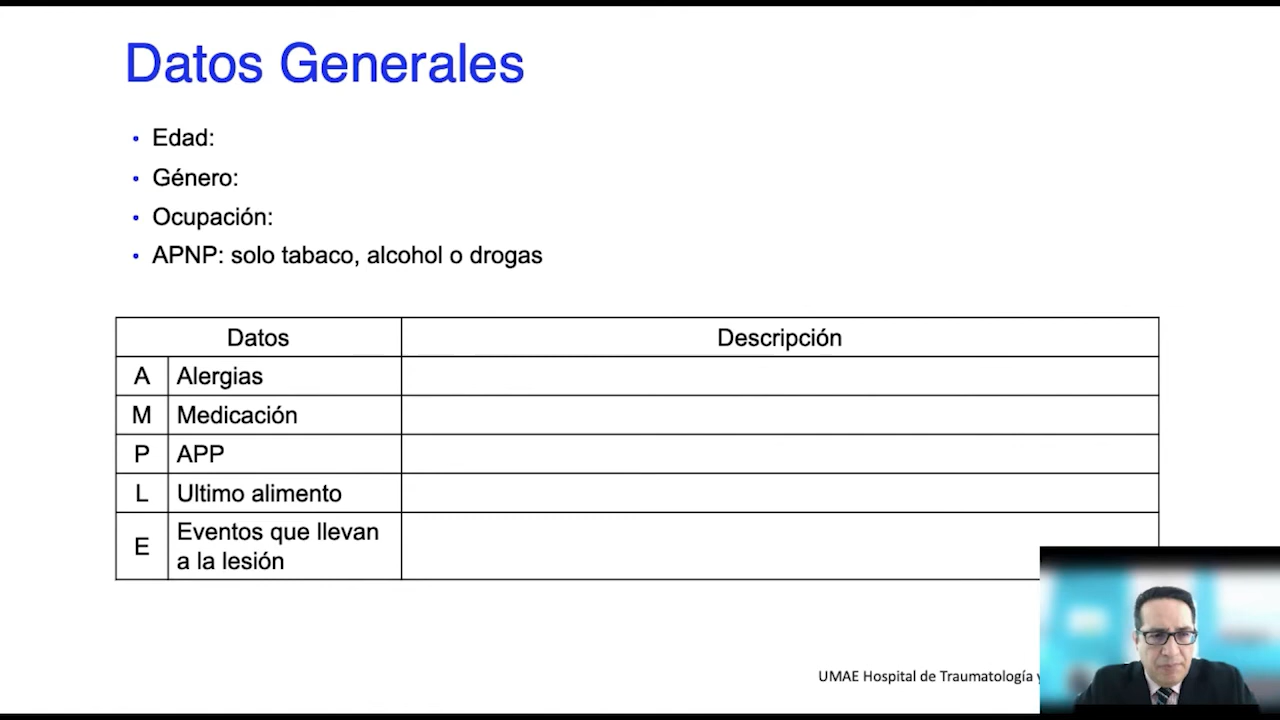 Datos Generales
• Edad:
• Género:
• Ocupación:
• APNP: solo tabaco, alcohol o drogas
Datos Descripción
A Alergias
M Medicación
P APP
L Ultimo alimento
E Eventos que llevan
a la lesión
UMAE Hospital de Traumatología y